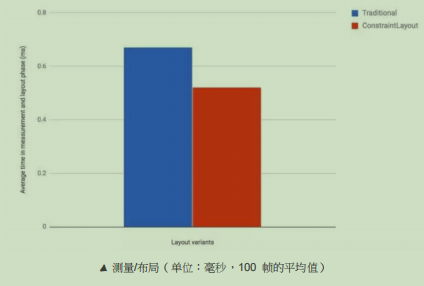 0.8
0.6
0.4
0.2
0
Average time in measurement and layout phase (ms)
Layout variants
Traditional
ConstraintLayout
▲ 测量/布局（单位：毫秒，100 帧的平均值）